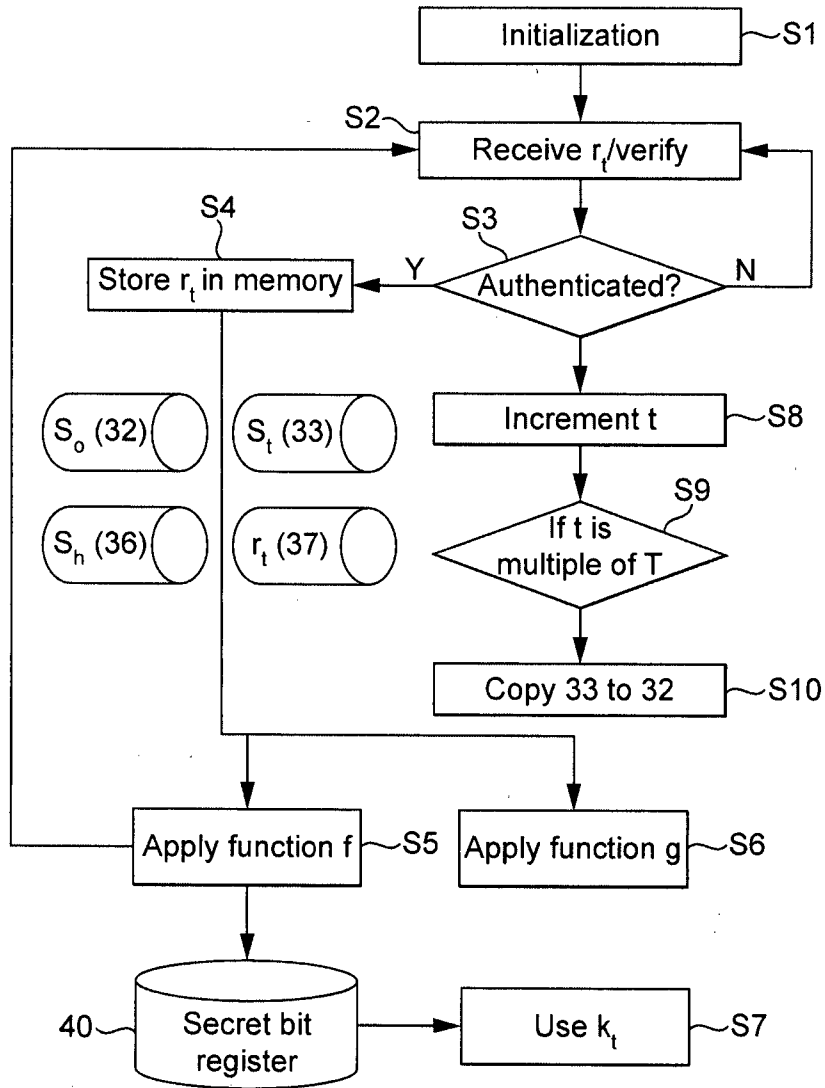 Initialization
S1
S2
Receive r_t/verify
S3
S4
Authenticated?
Y
N
Store r_t in memory
Increment t
S8
S_o (32)
S_t (33)
S9
If t is
multiple of T
S_h (36)
r_t (37)
Copy 33 to 32
S10
Apply function f
S5
Apply function g
S6
40
Secret bit
register
Use k_t
S7